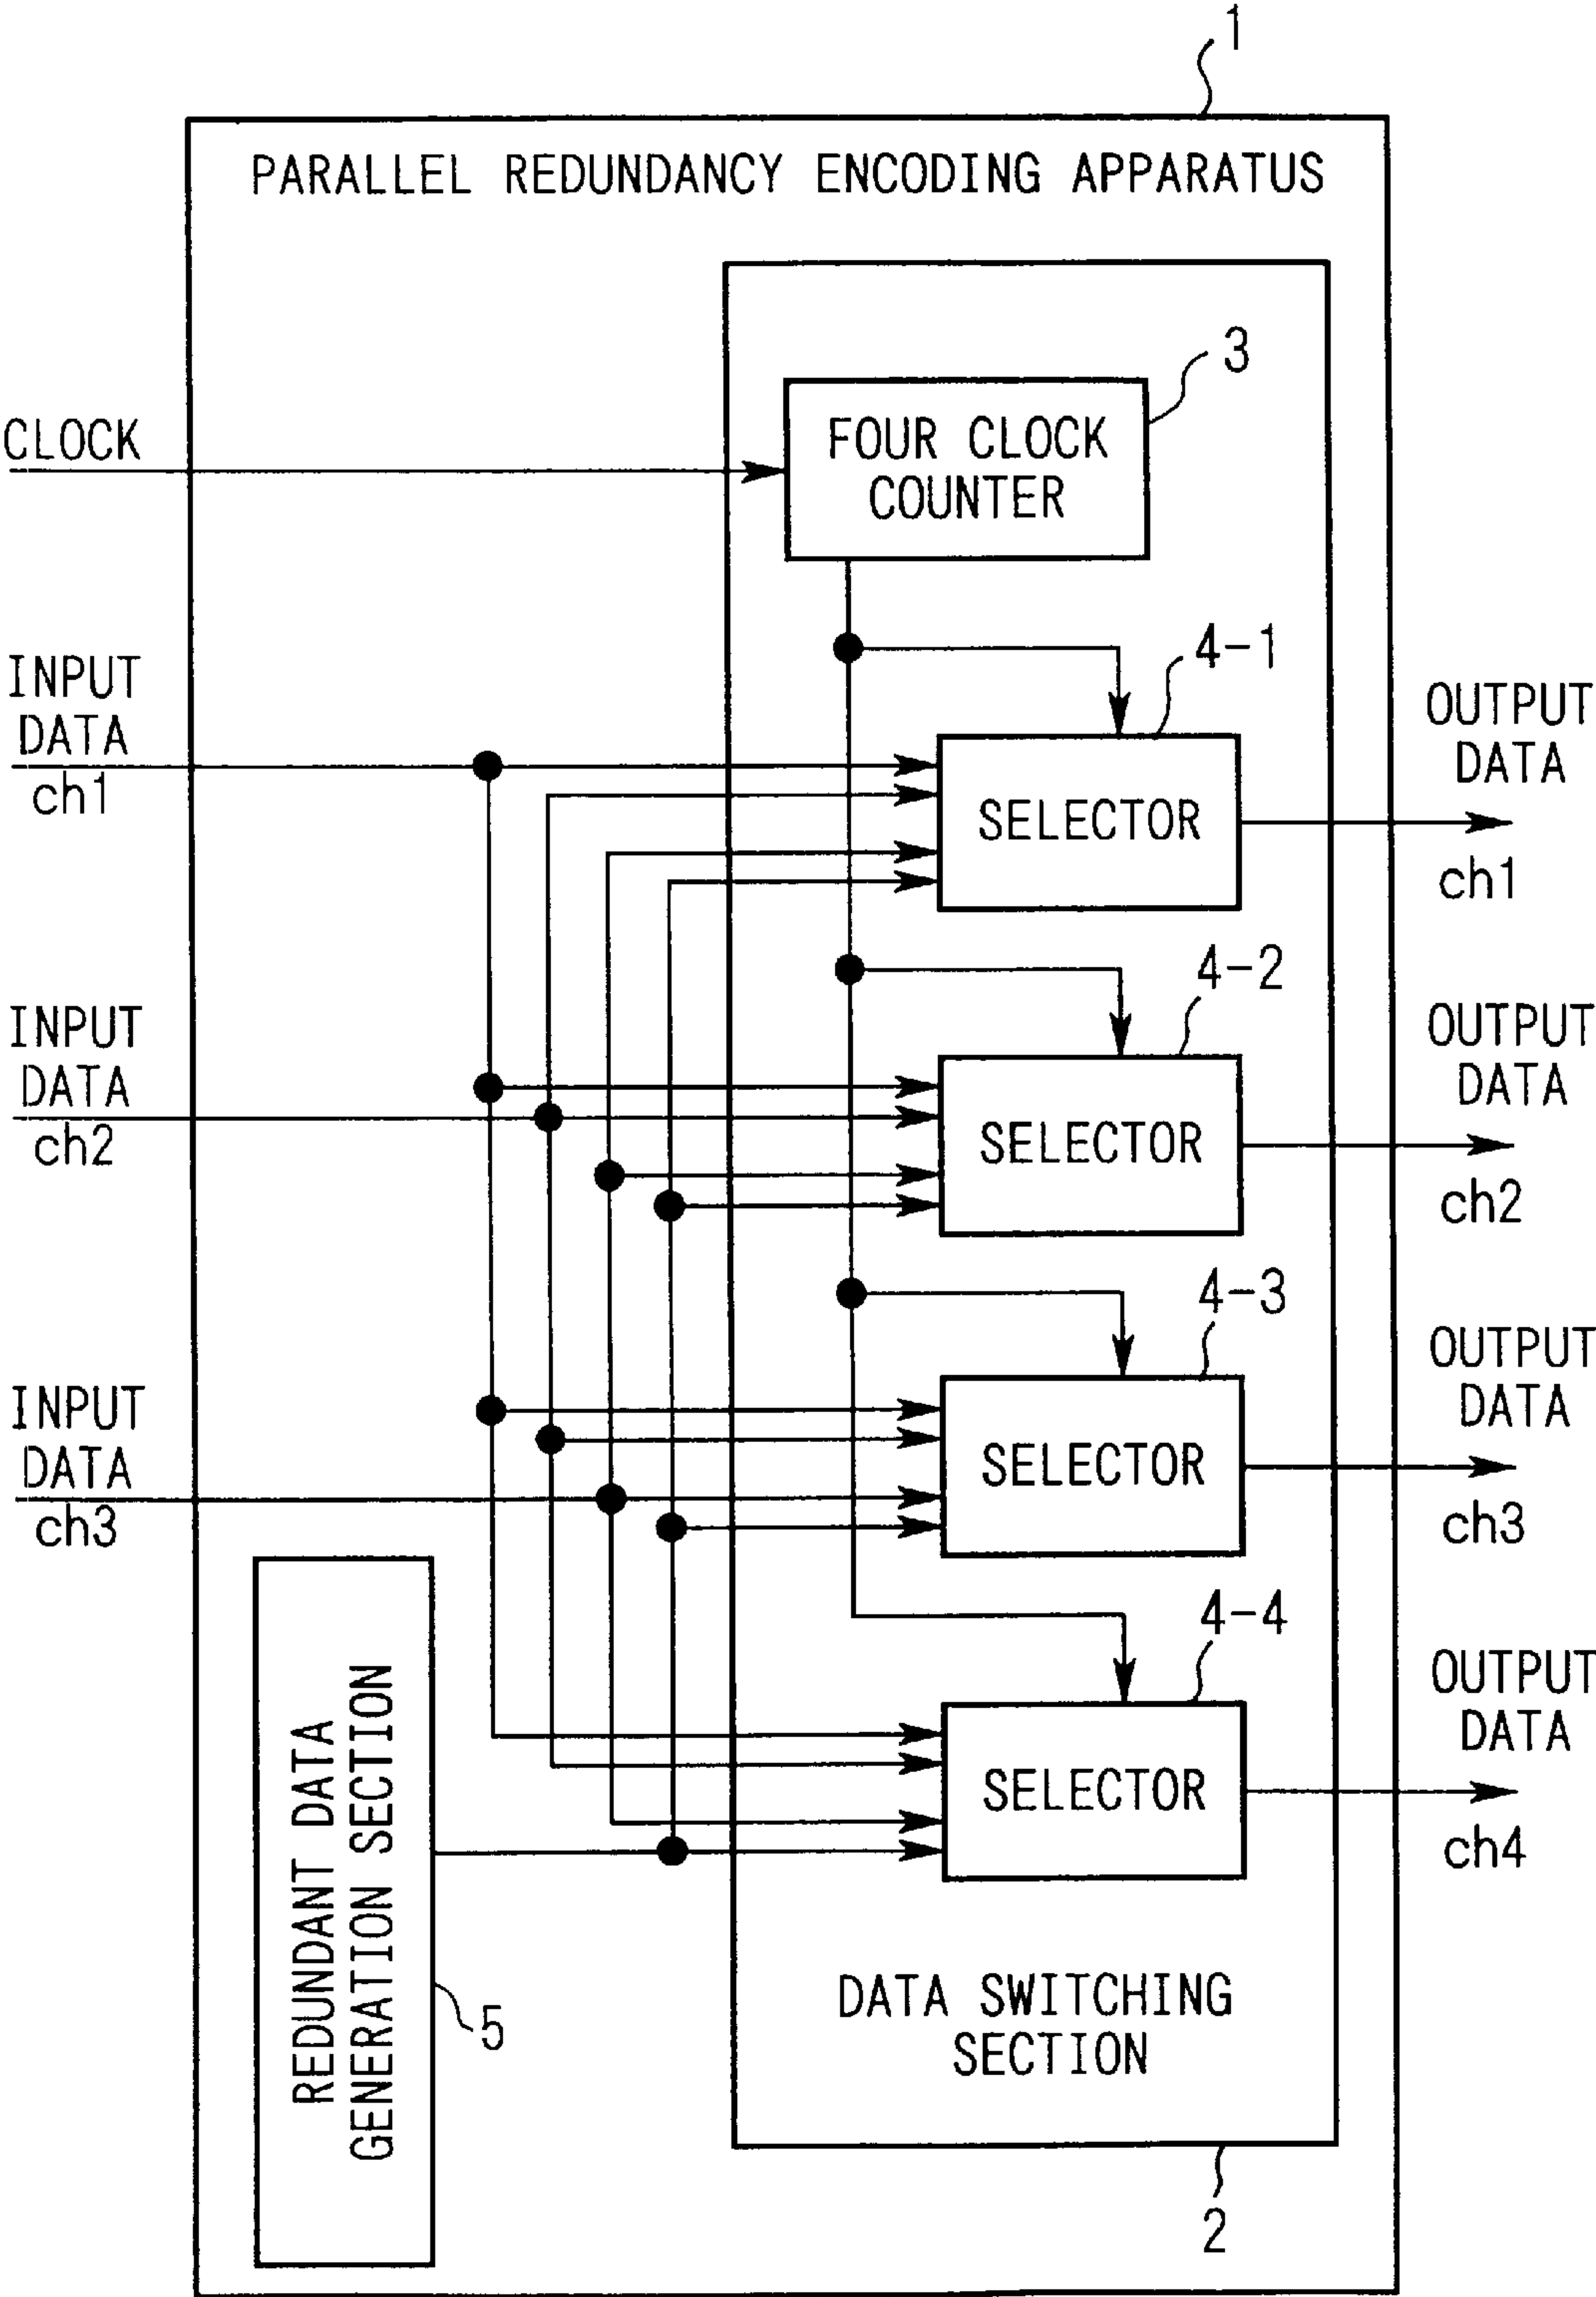 1
PARALLEL REDUNDANCY ENCODING APPARATUS
3
CLOCK
FOUR CLOCK
COUNTER
4-1
INPUT
DATA
ch1
SELECTOR
OUTPUT
DATA
ch1
4-2
INPUT
DATA
ch2
SELECTOR
OUTPUT
DATA
ch2
4-3
INPUT
DATA
ch3
SELECTOR
OUTPUT
DATA
ch3
4-4
SELECTOR
OUTPUT
DATA
ch4
REDUNDANT DATA
GENERATION SECTION
5
DATA SWITCHING
SECTION
2